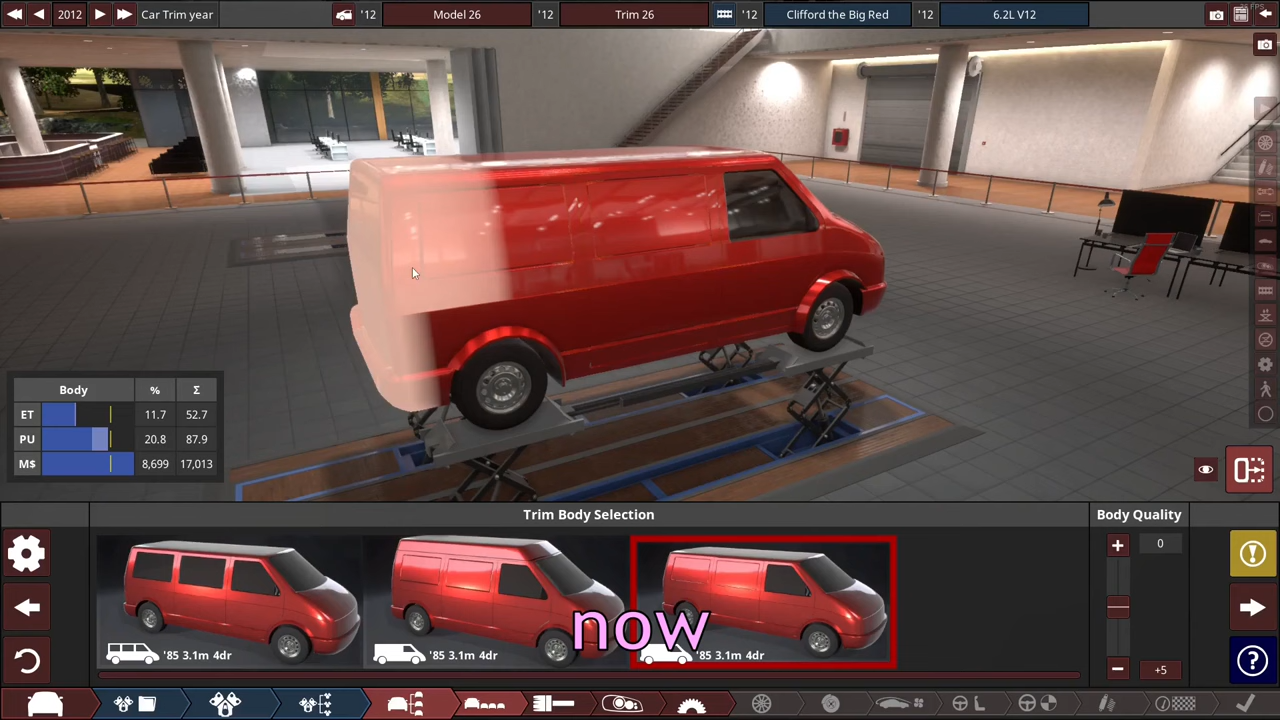 2012 Car Trim year '12 Model 26 '12 Trim 26 '12 Clifford the Big Red '12 6.2L V12
Body % Σ
ET 11.7 52.7
PU 20.8 87.9
M$ 8,699 17,013
Trim Body Selection
Body Quality
0
'85 3.1m 4dr
'85 3.1m 4dr
'85 3.1m 4dr
now
+5